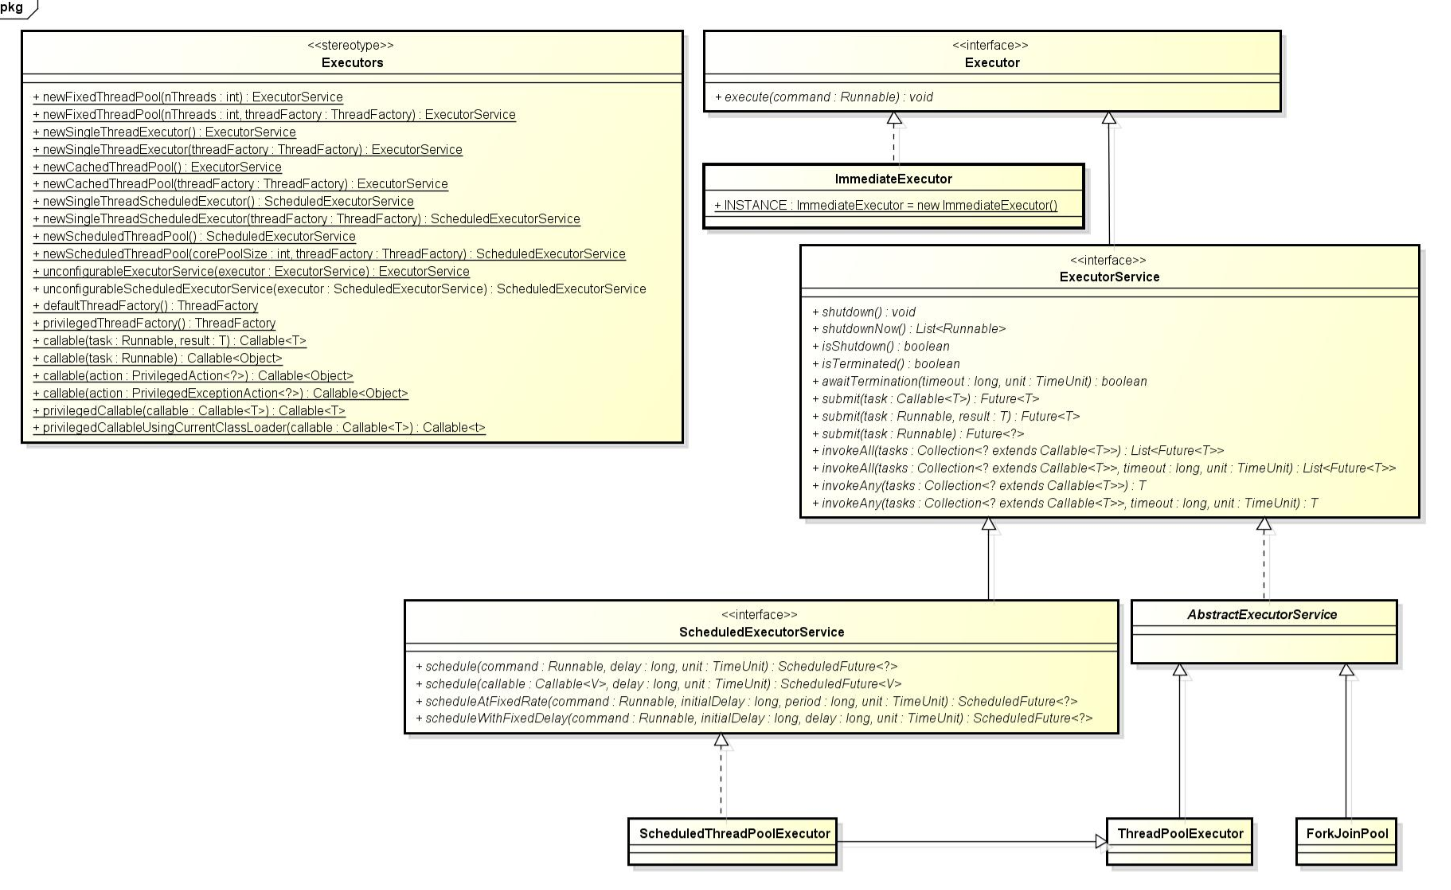 pkg
<<stereotype>>
Executors
+ newFixedThreadPool(nThreads : int) : ExecutorService
+ newFixedThreadPool(nThreads : int, threadFactory : ThreadFactory) : ExecutorService
+ newSingleThreadExecutor() : ExecutorService
+ newSingleThreadExecutor(threadFactory : ThreadFactory) : ExecutorService
+ newCachedThreadPool() : ExecutorService
+ newCachedThreadPool(threadFactory : ThreadFactory) : ExecutorService
+ newSingleThreadScheduledExecutor() : ScheduledExecutorService
+ newSingleThreadScheduledExecutor(threadFactory : ThreadFactory) : ScheduledExecutorService
+ newScheduledThreadPool() : ScheduledExecutorService
+ newScheduledThreadPool(corePoolSize : int, threadFactory : ThreadFactory) : ScheduledExecutorService
+ unconfigurableExecutorService(executor : ExecutorService) : ExecutorService
+ unconfigurableScheduledExecutorService(executor : ScheduledExecutorService) : ScheduledExecutorService
+ defaultThreadFactory() : ThreadFactory
+ privilegedThreadFactory() : ThreadFactory
+ callable(task : Runnable, result : T) : Callable<T>
+ callable(task : Runnable) : Callable<Object>
+ callable(action : PrivilegedAction<?>) : Callable<Object>
+ callable(action : PrivilegedExceptionAction<?>) : Callable<Object>
+ privilegedCallable(callable : Callable<T>) : Callable<T>
+ privilegedCallableUsingCurrentClassLoader(callable : Callable<T>) : Callable<t>
<<interface>>
Executor
+ execute(command : Runnable) : void
ImmediateExecutor
+ INSTANCE : ImmediateExecutor = new ImmediateExecutor()
<<interface>>
ExecutorService
+ shutdown() : void
+ shutdownNow() : List<Runnable>
+ isShutdown() : boolean
+ isTerminated() : boolean
+ awaitTermination(timeout : long, unit : TimeUnit) : boolean
+ submit(task : Callable<T>) : Future<T>
+ submit(task : Runnable, result : T) : Future<T>
+ submit(task : Runnable) : Future<?>
+ invokeAll(tasks : Collection<? extends Callable<T>>) : List<Future<T>>
+ invokeAll(tasks : Collection<? extends Callable<T>>, timeout : long, unit : TimeUnit) : List<Future<T>>
+ invokeAny(tasks : Collection<? extends Callable<T>>) : T
+ invokeAny(tasks : Collection<? extends Callable<T>>, timeout : long, unit : TimeUnit) : T
<<interface>>
ScheduledExecutorService
+ schedule(command : Runnable, delay : long, unit : TimeUnit) : ScheduledFuture<?>
+ schedule(callable : Callable<V>, delay : long, unit : TimeUnit) : ScheduledFuture<V>
+ scheduleAtFixedRate(command : Runnable, initialDelay : long, period : long, unit : TimeUnit) : ScheduledFuture<?>
+ scheduleWithFixedDelay(command : Runnable, initialDelay : long, delay : long, unit : TimeUnit) : ScheduledFuture<?>
AbstractExecutorService
ScheduledThreadPoolExecutor
ThreadPoolExecutor
ForkJoinPool